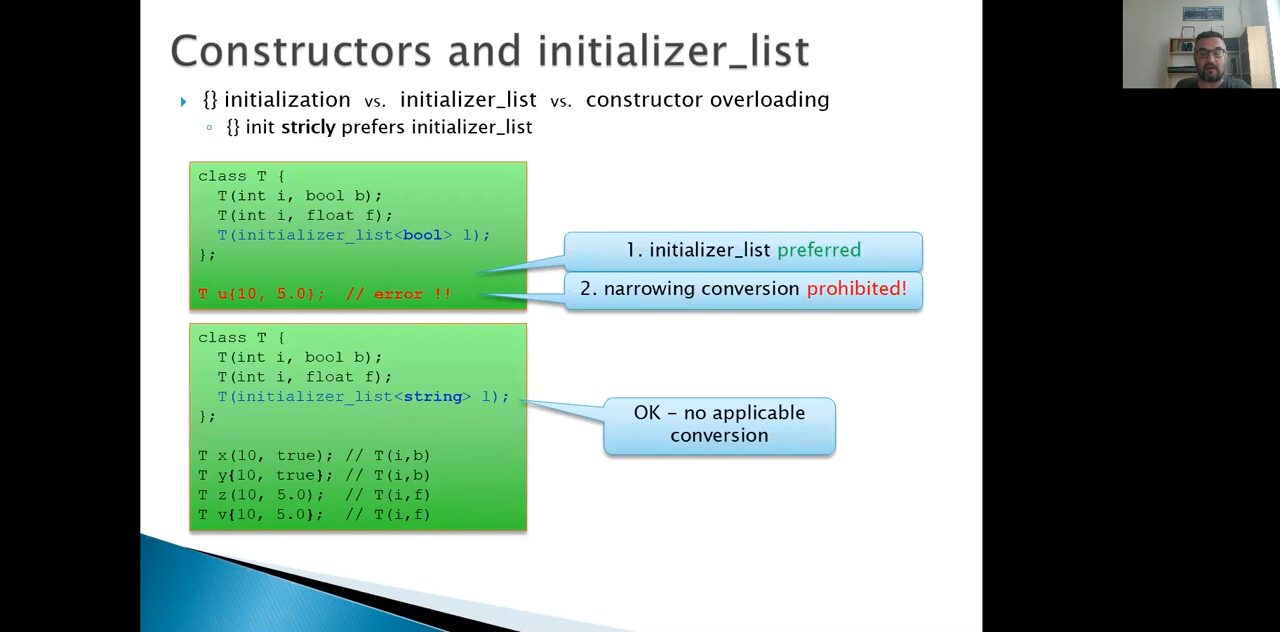 Constructors and initializer_list
{} initialization vs. initializer_list vs. constructor overloading
{} init stricly prefers initializer_list
class T {
T(int i, bool b);
T(int i, float f);
T(initializer_list<bool> l);
};
T u{10, 5.0}; // error !!
1. initializer_list preferred
2. narrowing conversion prohibited!
class T {
T(int i, bool b);
T(int i, float f);
T(initializer_list<string> l);
};
T x(10, true); // T(i,b)
T y{10, true}; // T(i,b)
T z(10, 5.0); // T(i,f)
T v{10, 5.0}; // T(i,f)
OK – no applicable
conversion